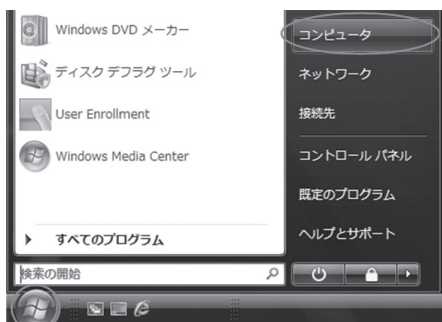 Windows DVD メーカー
ディスク デフラグ ツール
User Enrollment
Windows Media Center
すべてのプログラム
検索の開始
コンピュータ
ネットワーク
接続先
コントロール パネル
既定のプログラム
ヘルプとサポート